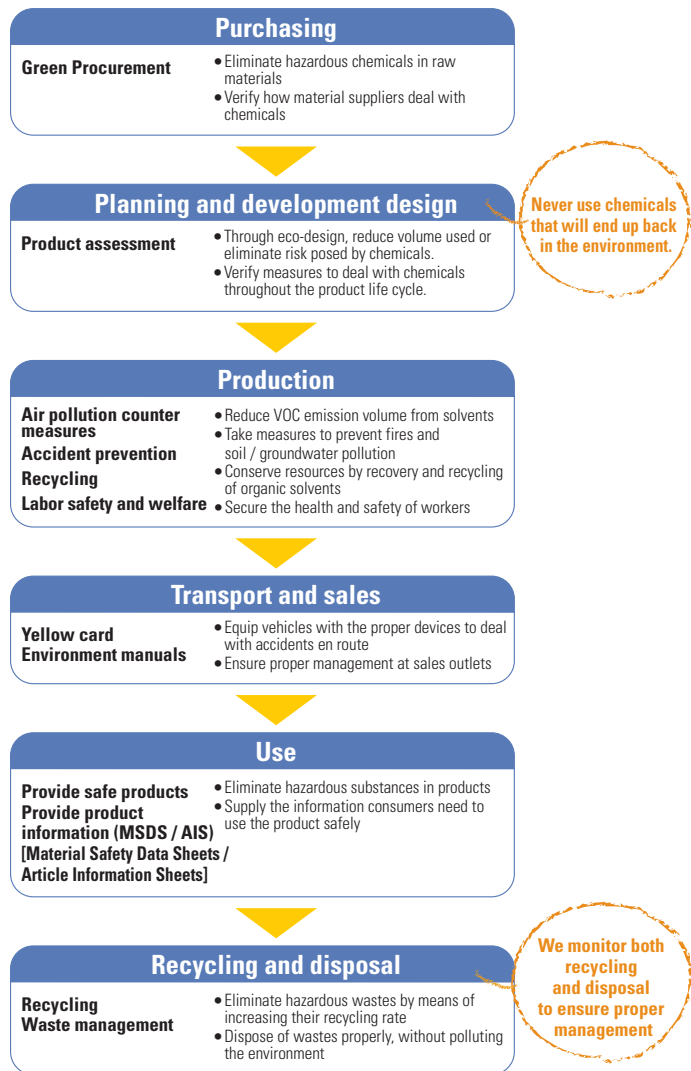 Purchasing
Green Procurement
• Eliminate hazardous chemicals in raw
materials
• Verify how material suppliers deal with
chemicals
Planning and development design
Product assessment
• Through eco-design, reduce volume used or
eliminate risk posed by chemicals.
• Verify measures to deal with chemicals
throughout the product life cycle.
Never use chemicals
that will end up back
in the environment.
Production
Air pollution counter
measures
Accident prevention
Recycling
Labor safety and welfare
• Reduce VOC emission volume from solvents
• Take measures to prevent fires and
soil / groundwater pollution
• Conserve resources by recovery and recycling
of organic solvents
• Secure the health and safety of workers
Transport and sales
Yellow card
Environment manuals
• Equip vehicles with the proper devices to deal
with accidents en route
• Ensure proper management at sales outlets
Use
Provide safe products
Provide product
information (MSDS / AIS)
[Material Safety Data Sheets /
Article Information Sheets]
• Eliminate hazardous substances in products
• Supply the information consumers need to
use the product safely
Recycling and disposal
Recycling
Waste management
• Eliminate hazardous wastes by means of
increasing their recycling rate
• Dispose of wastes properly, without polluting
the environment
We monitor both
recycling
and disposal
to ensure proper
management